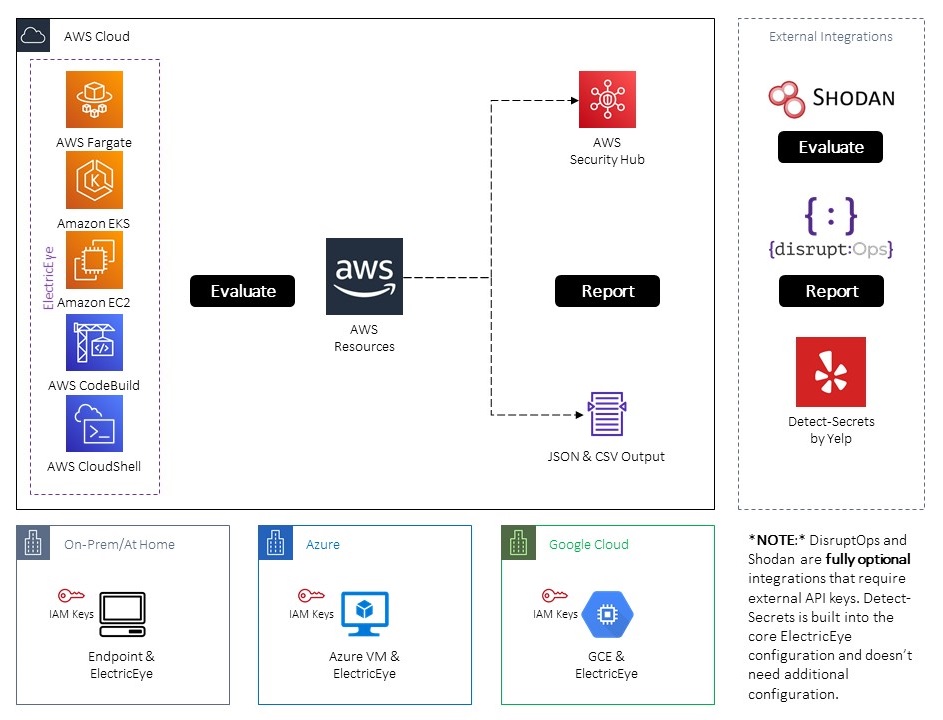 AWS Cloud
AWS Fargate
Amazon EKS
ElectricEye
Amazon EC2
AWS CodeBuild
AWS CloudShell
Evaluate
aws
AWS
Resources
AWS
Security Hub
Report
JSON & CSV Output
External Integrations
SHODAN
Evaluate
{:}
{disrupt:Ops}
Report
Detect-Secrets
by Yelp
On-Prem/At Home
IAM Keys
Endpoint &
ElectricEye
Azure
IAM Keys
Azure VM &
ElectricEye
Google Cloud
IAM Keys
GCE &
ElectricEye
*NOTE:* DisruptOps and
Shodan are fully optional
integrations that require
external API keys. Detect-
Secrets is built into the
core ElectricEye
configuration and doesn’t
need additional
configuration.